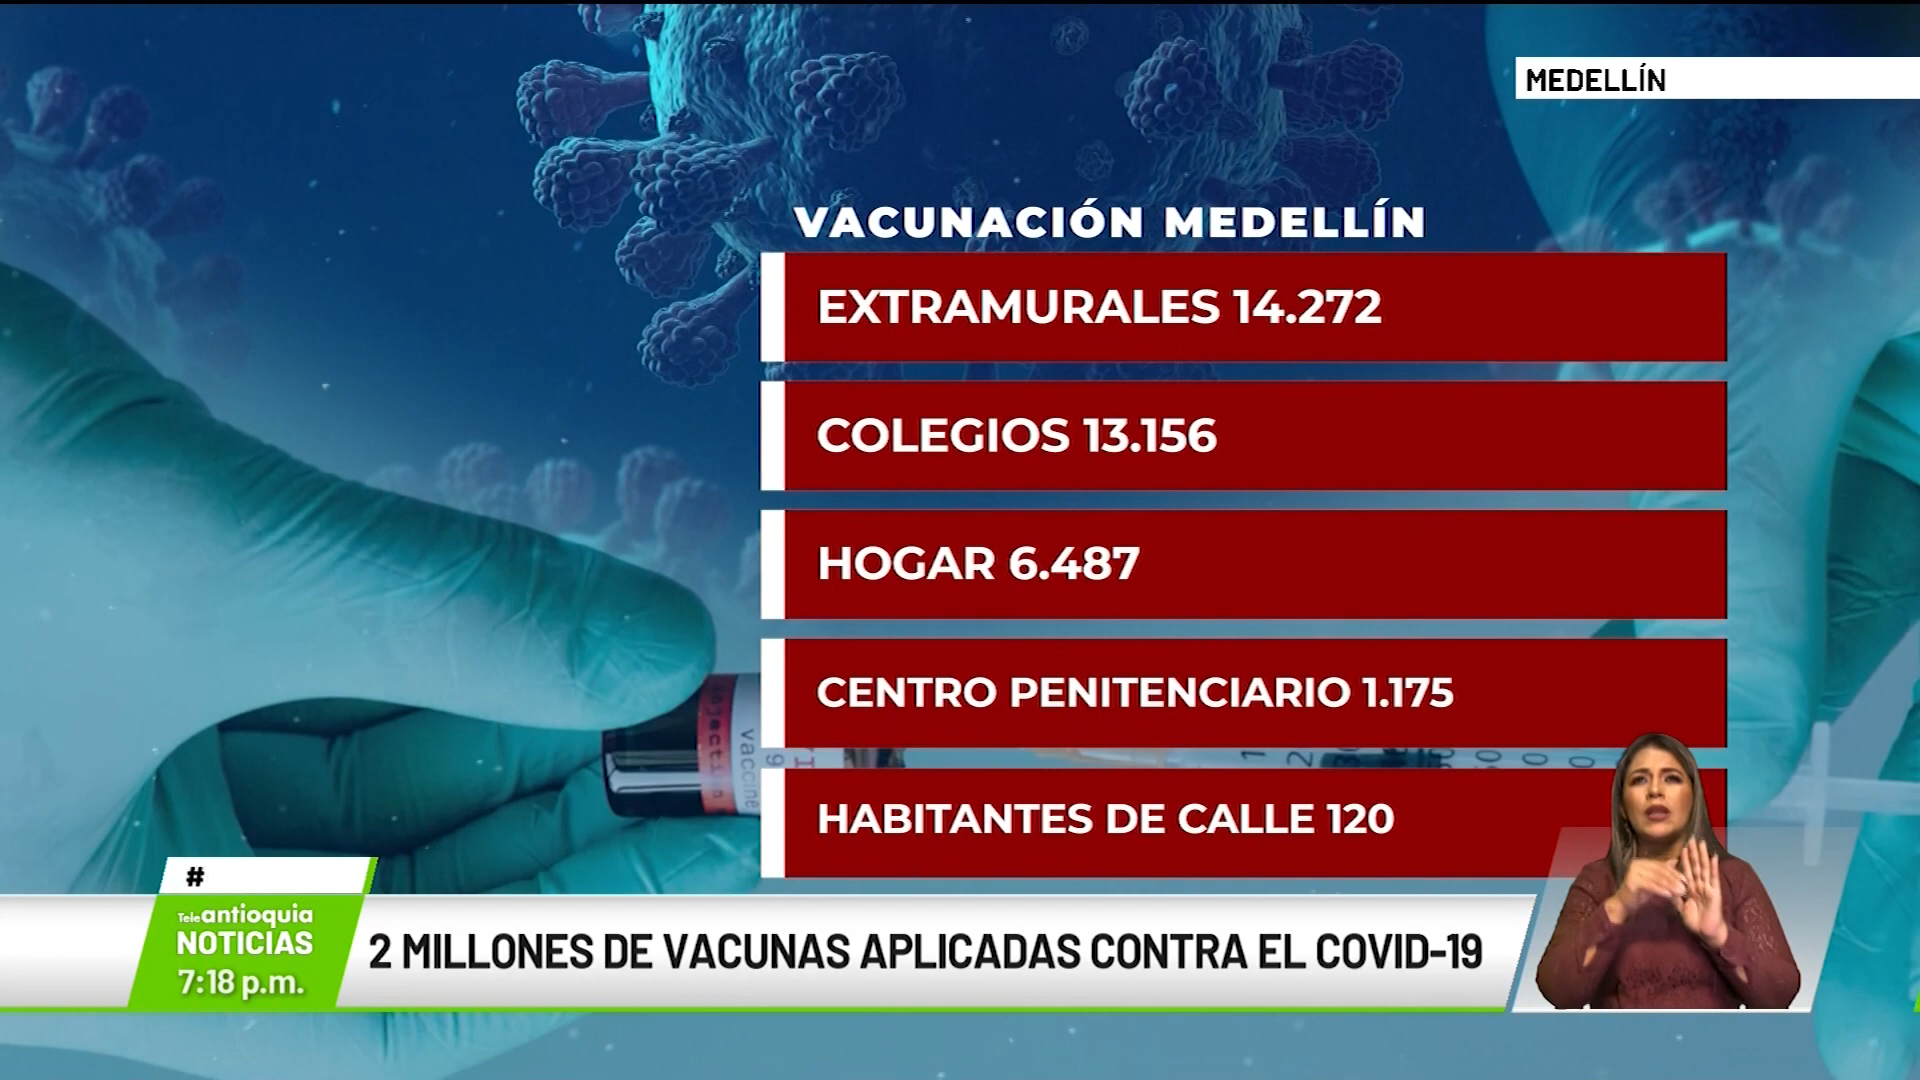 MEDELLÍN
VACUNACIÓN MEDELLÍN
EXTRAMURALES 14.272
COLEGIOS 13.156
HOGAR 6.487
CENTRO PENITENCIARIO 1.175
vaccine
HABITANTES DE CALLE 120
#
Teleantioquia
NOTICIAS
7:18 p.m.
2 MILLONES DE VACUNAS APLICADAS CONTRA EL COVID-19